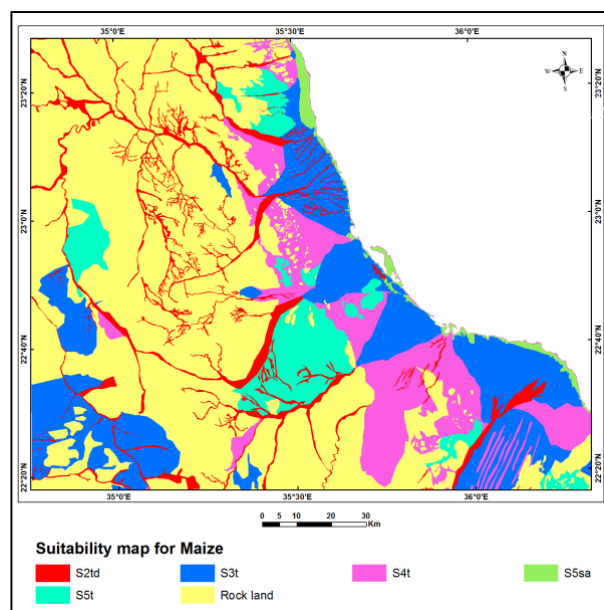 35°0'E 35°30'E 36°0'E
N
W E
S
23°20'N 23°20'N
23°0'N 23°0'N
22°40'N 22°40'N
22°20'N 22°20'N
35°0'E 35°30'E 36°0'E
0 5 10 20 30
Km
Suitability map for Maize
S2td S3t S4t S5sa
S5t Rock land